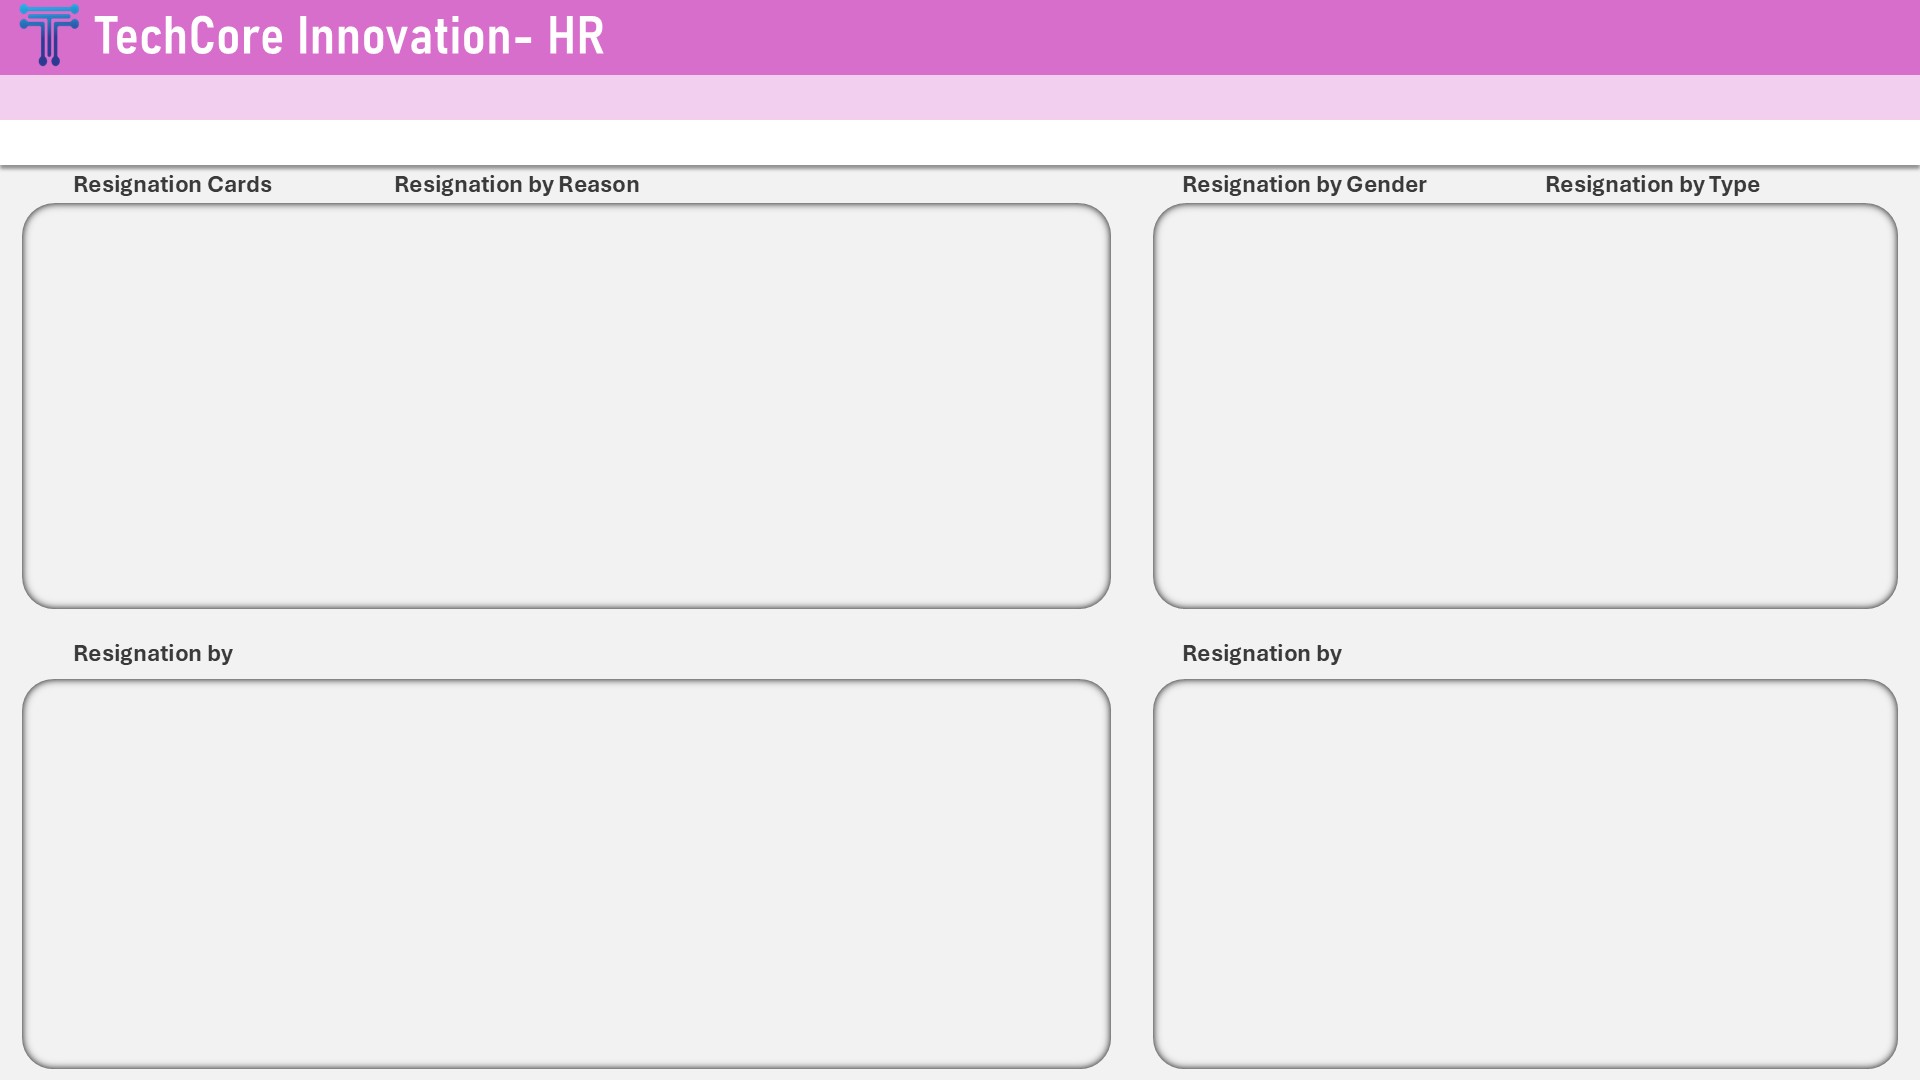 TechCore Innovation- HR
Resignation Cards
Resignation by Reason
Resignation by Gender
Resignation by Type
Resignation by
Resignation by